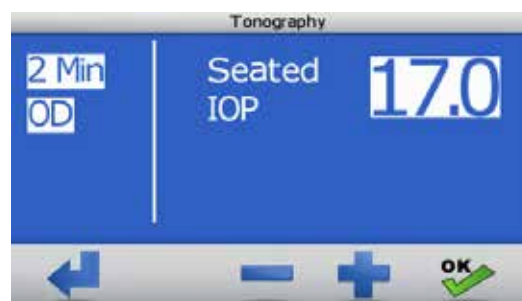 Tonography
2 Min
OD
Seated
IOP
17.0
OK